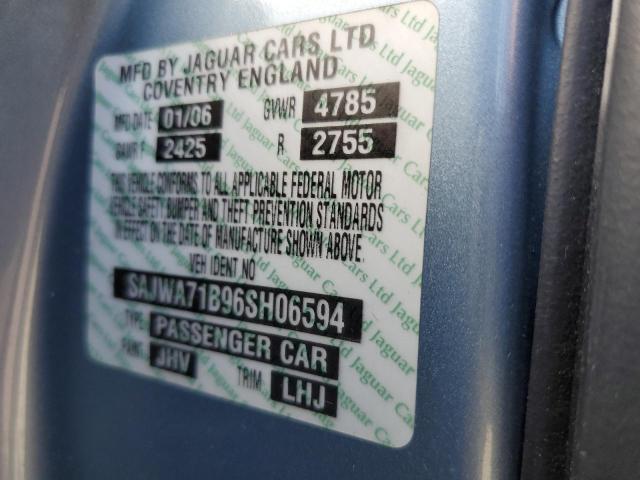 MFD BY JAGUAR CARS LTD
COVENTRY ENGLAND
MFD DATE 01/06 GVWR 4785
GAWR F 2425 R 2755
THIS VEHICLE CONFORMS TO ALL APPLICABLE FEDERAL MOTOR
VEHICLE SAFETY BUMPER AND THEFT PREVENTION STANDARDS
IN EFFECT ON THE DATE OF MANUFACTURE SHOWN ABOVE.
VEH IDENT NO
SAJWA71B96SH06594
TYPE PASSENGER CAR
PAINT JHV TRIM LHJ